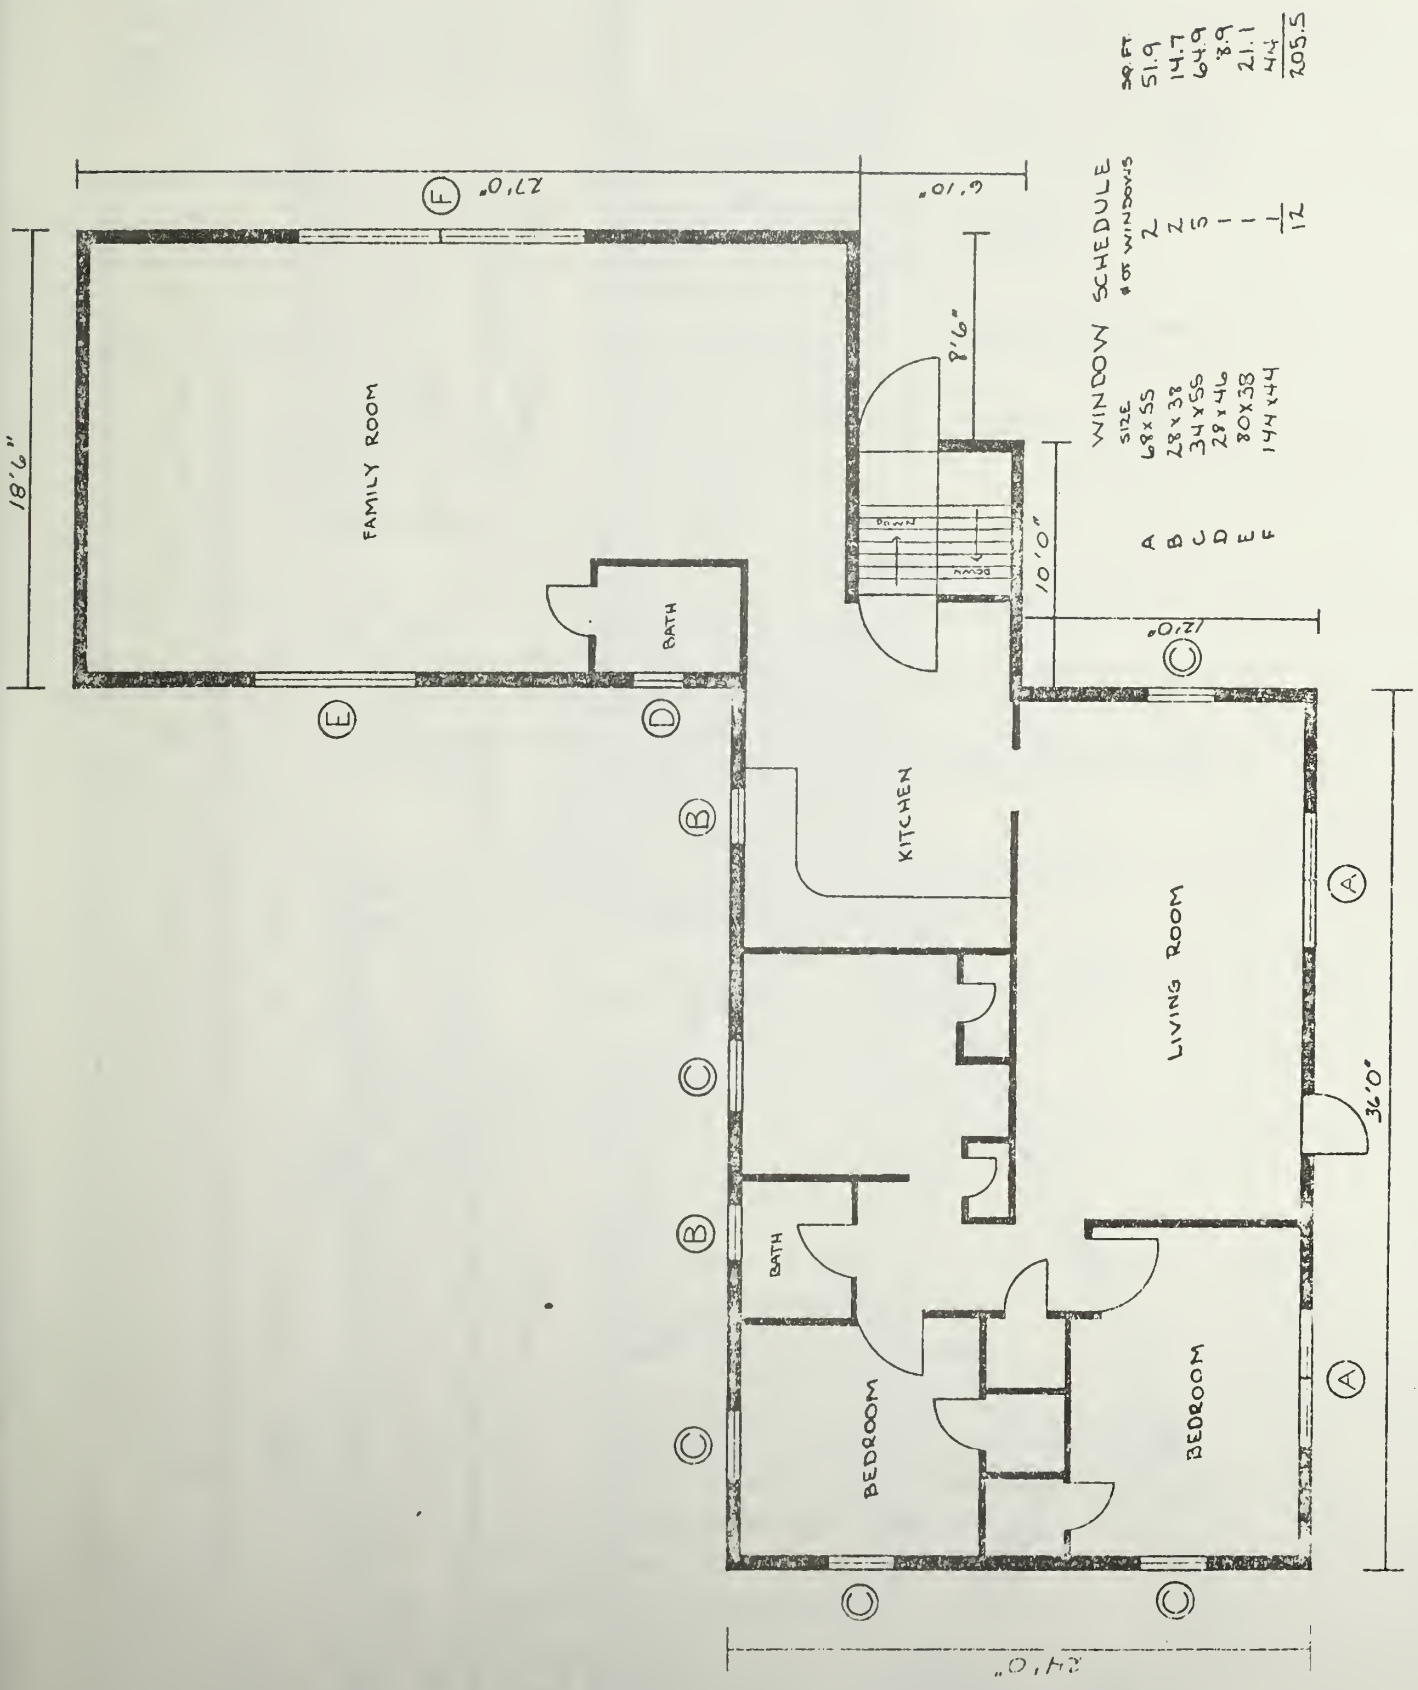 18'6"
27'0"
6'10"
8'6"
10'0"
12'0"
36'0"
24'0"
FAMILY ROOM
BATH
KITCHEN
LIVING ROOM
BATH
BEDROOM
BEDROOM
DOWN
DOWN
F
E
D
B
C
B
C
C
C
C
A
A
WINDOW SCHEDULE
SIZE # OF WINDOWS SQ.FT.
A 68x55 2 51.9
B 28x38 2 14.7
C 34x55 5 64.9
D 28x46 1 8.9
E 80x38 1 21.1
F 144x44 1 44
12 205.5